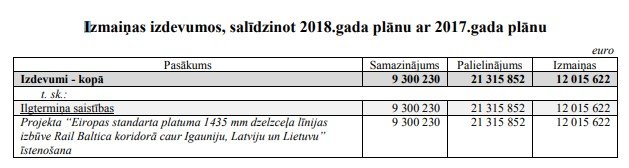 Izmaiņas izdevumos, salīdzinot 2018.gada plānu ar 2017.gada plānu
euro
Pasākums Samazinājums Palielinājums Izmaiņas
Izdevumi - kopā 9 300 230 21 315 852 12 015 622
t. sk.:
Ilgtermiņa saistības 9 300 230 21 315 852 12 015 622
Projekta “Eiropas standarta platuma 1435 mm dzelzceļa līnijas 9 300 230 21 315 852 12 015 622
izbūve Rail Baltica koridorā caur Igauniju, Latviju un Lietuvu”
īstenošana